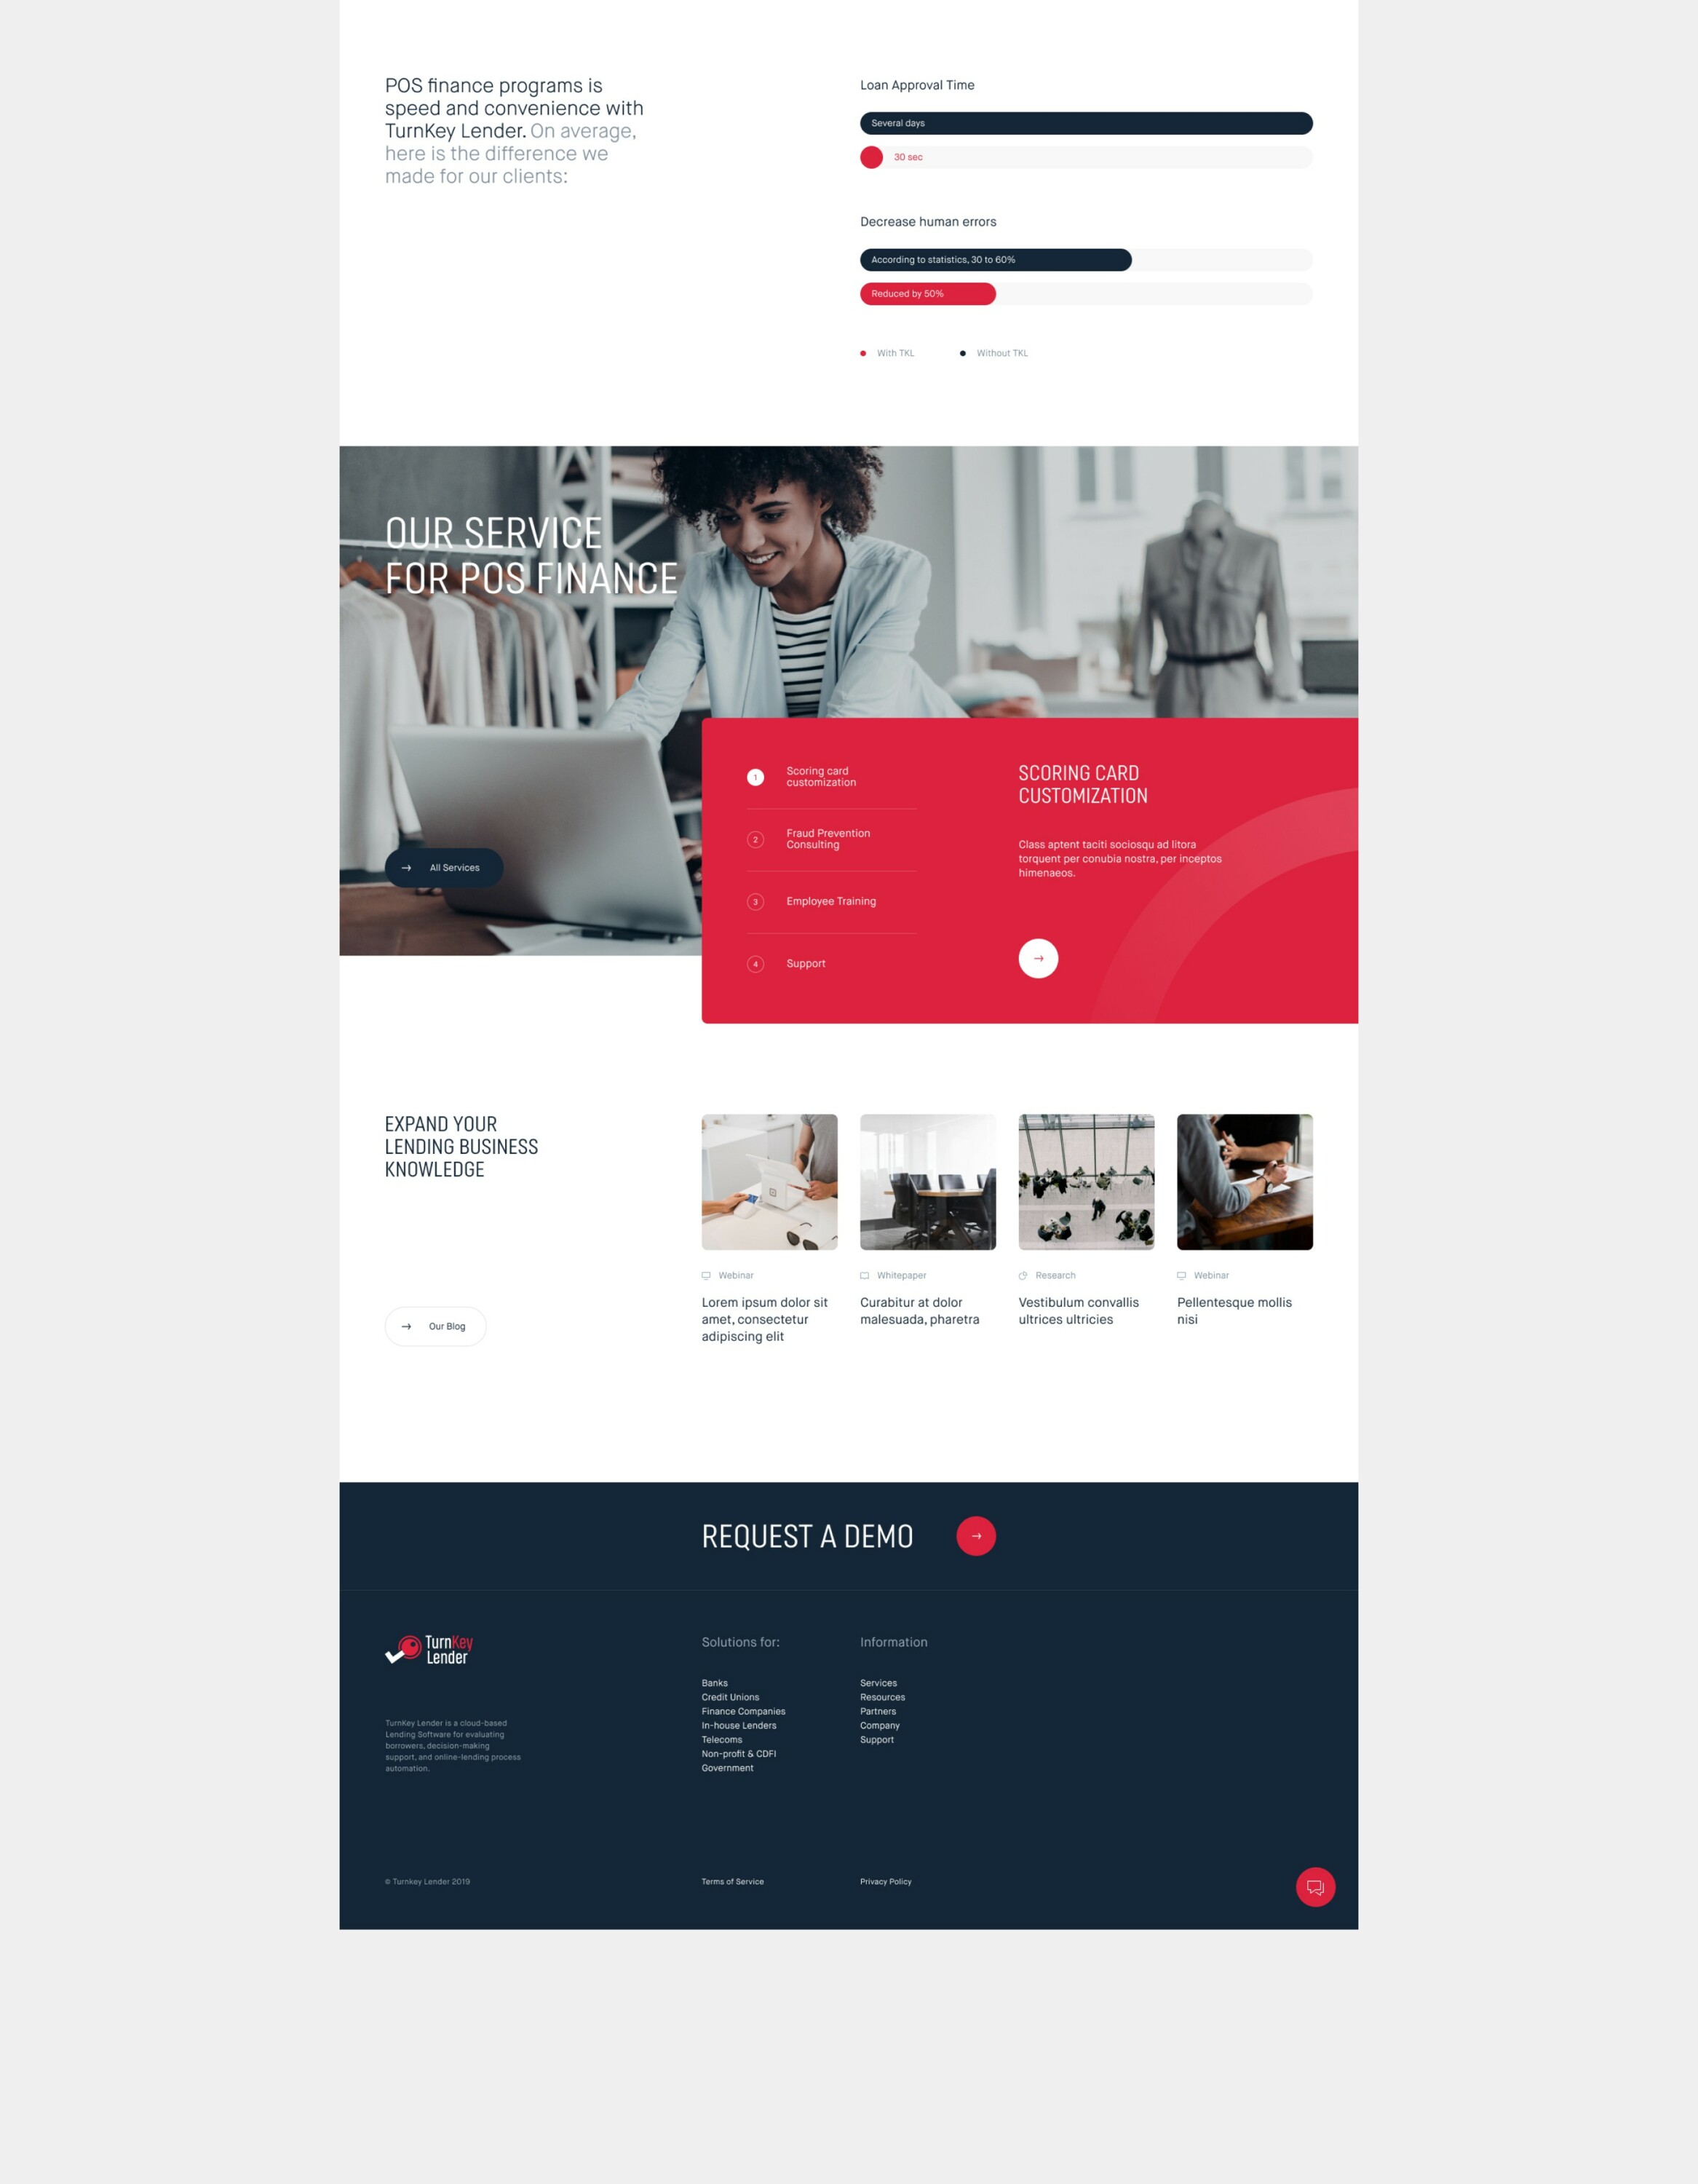 POS finance programs is
speed and convenience with
TurnKey Lender. On average,
here is the difference we
made for our clients:
Loan Approval Time
Several days
30 sec
Decrease human errors
According to statistics, 30 to 60%
Reduced by 50%
With TKL
Without TKL
OUR SERVICE
FOR POS FINANCE
→ All Services
1 Scoring card
customization
2 Fraud Prevention
Consulting
3 Employee Training
4 Support
SCORING CARD
CUSTOMIZATION
Class aptent taciti sociosqu ad litora
torquent per conubia nostra, per inceptos
himenaeos.
→
EXPAND YOUR
LENDING BUSINESS
KNOWLEDGE
→ Our Blog
Webinar
Lorem ipsum dolor sit
amet, consectetur
adipiscing elit
Whitepaper
Curabitur at dolor
malesuada, pharetra
Research
Vestibulum convallis
ultrices ultricies
Webinar
Pellentesque mollis
nisi
REQUEST A DEMO →
TurnKey
Lender
TurnKey Lender is a cloud-based
Lending Software for evaluating
borrowers, decision-making
support, and online-lending process
automation.
Solutions for:
Banks
Credit Unions
Finance Companies
In-house Lenders
Telecoms
Non-profit & CDFI
Government
Information
Services
Resources
Partners
Company
Support
© Turnkey Lender 2019
Terms of Service
Privacy Policy